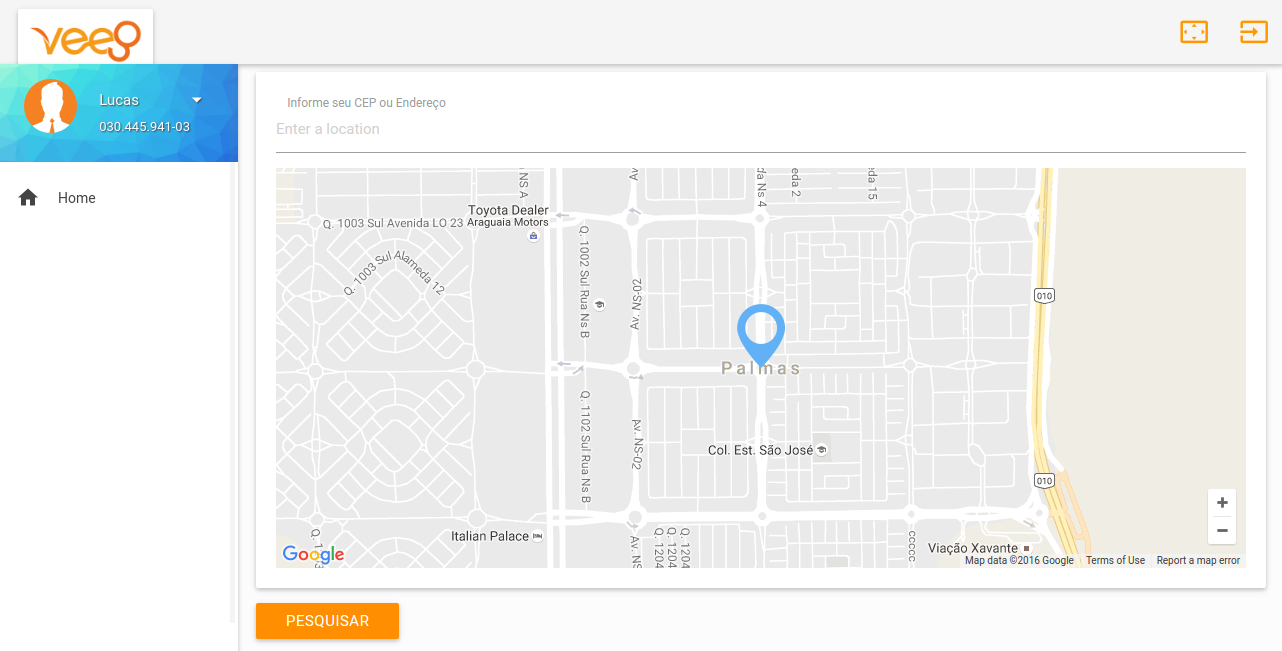 veeg
Lucas
030.445.941-03
Home
Informe seu CEP ou Endereço
Enter a location
NS A
Av
da Ns 4
eda 2
eda 15
Toyota Dealer
Araguaia Motors
Q. 1003 Sul Avenida LO 23
Q. 1003 Sul Alameda 12
Q. 1002 Sul Rua Ns B
Av. NS-02
010
Palmas
Q. 1102 Sul Rua Ns B
Av. NS-02
Col. Est. São José
010
Italian Palace
Av. NS
Q. 1204
Q. 1204
Q. 1204
ccccc
Viação Xavante
Google
Map data ©2016 Google
Terms of Use
Report a map error
PESQUISAR